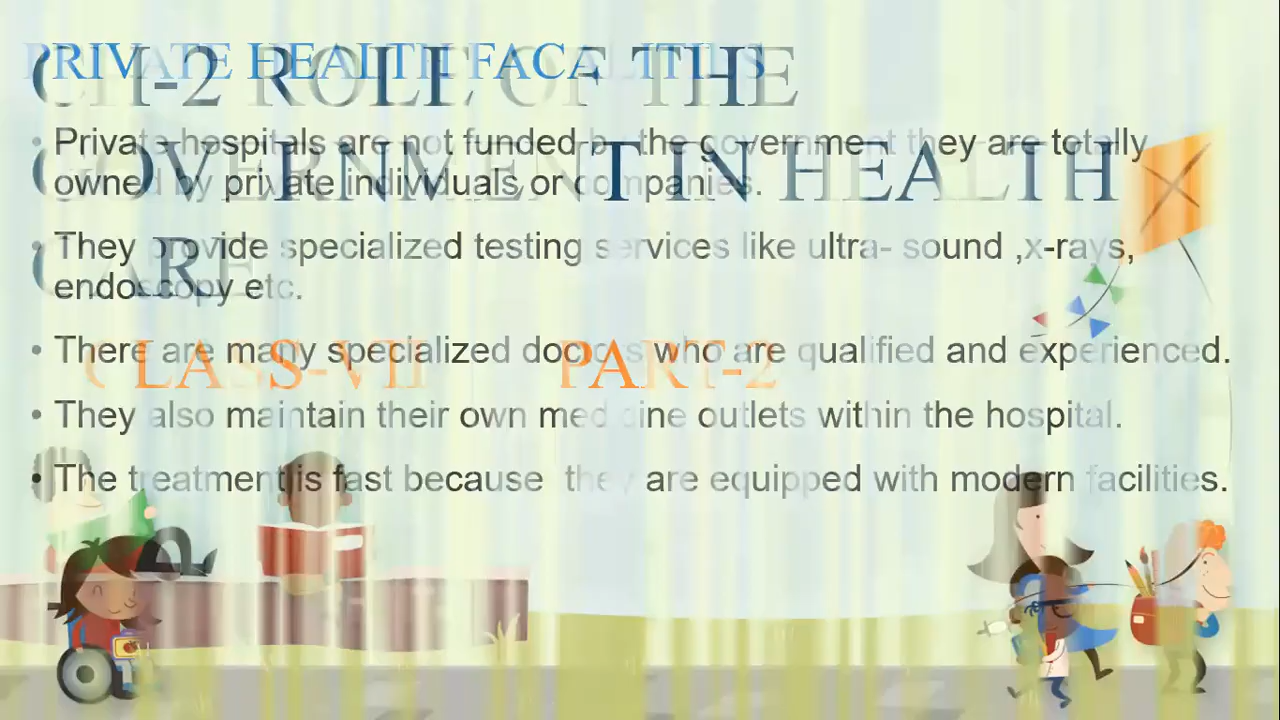 PRIVATE HEALTH FACALITILS
CH-2 ROLE OF THE
GOVERNMENT IN HEALTH
CARE
CLASS-VII PART-2
• Private hospitals are not funded by the government they are totally
owned by private individuals or companies.
• They provide specialized testing services like ultra- sound ,x-rays,
endoscopy etc.
• There are many specialized doctors who are qualified and experienced.
• They also maintain their own medicine outlets within the hospital.
• The treatment is fast because they are equipped with modern facilities.